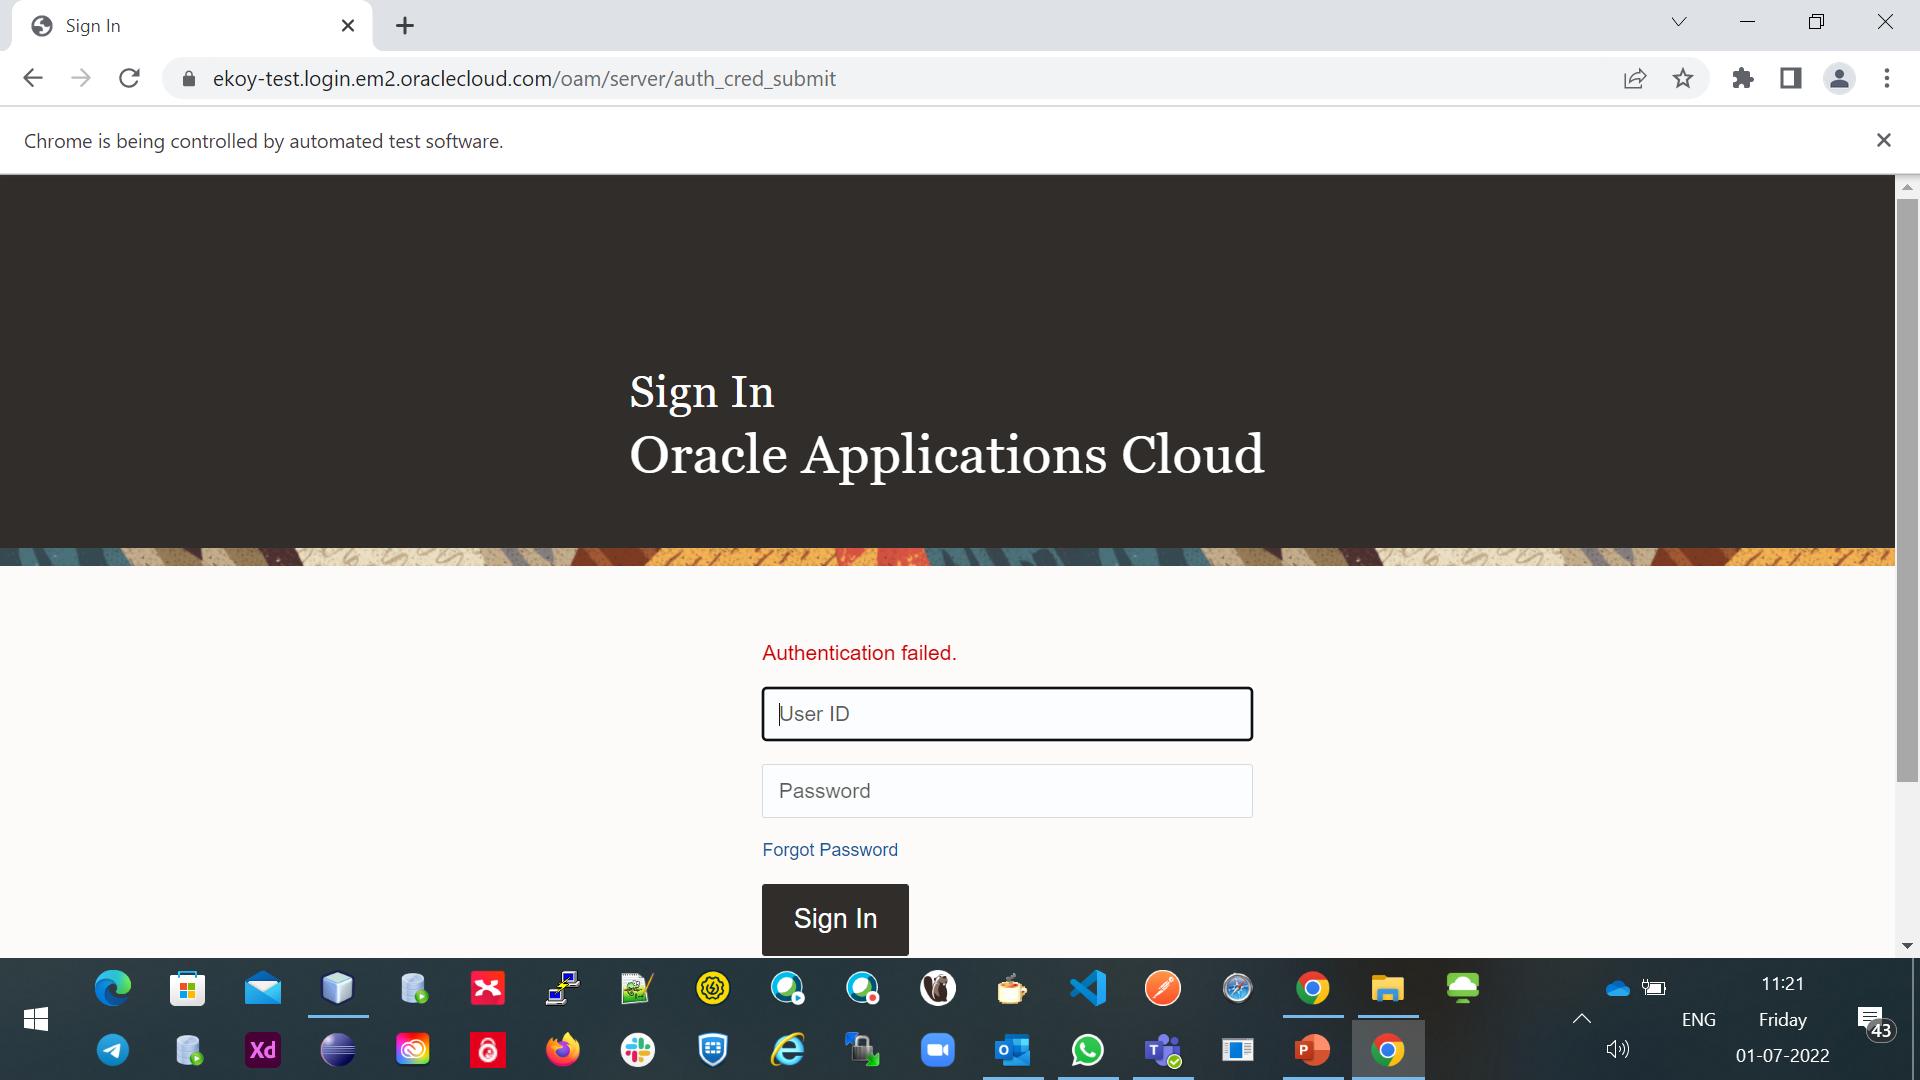 Sign In
ekoy-test.login.em2.oraclecloud.com/oam/server/auth_cred_submit
Chrome is being controlled by automated test software.
Sign In
Oracle Applications Cloud
Authentication failed.
User ID
Password
Forgot Password
Sign In
Xd
O
T
P
ENG
11:21
Friday
01-07-2022
43